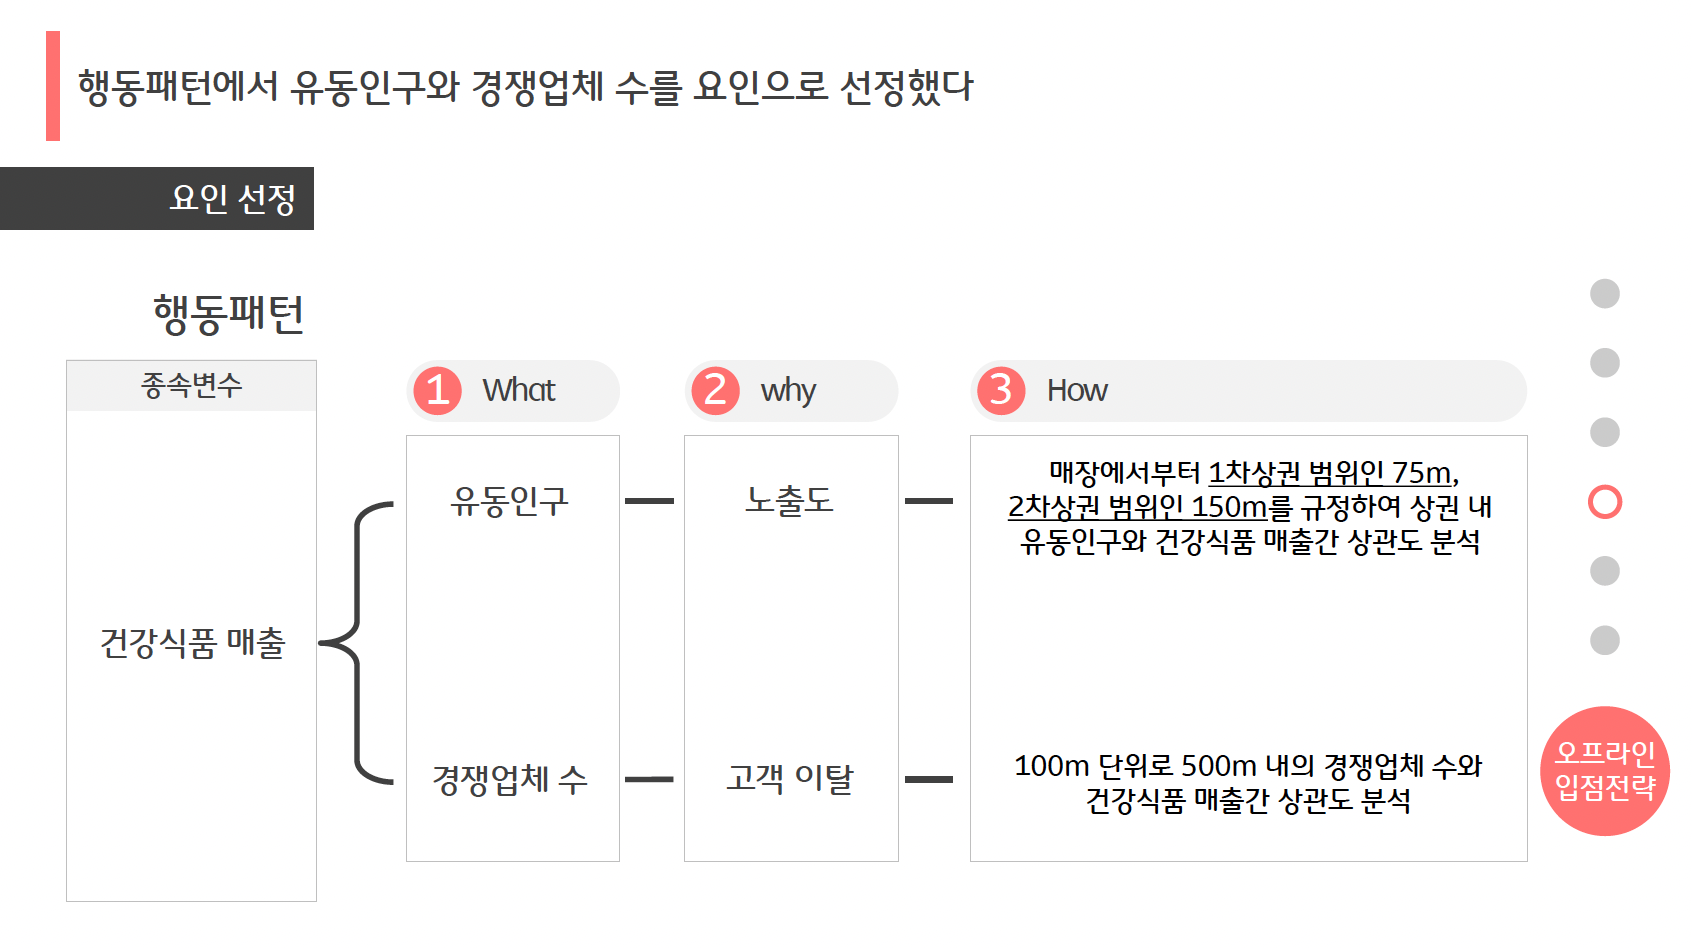 행동패턴에서 유동인구와 경쟁업체 수를 요인으로 선정했다
요인 선정
행동패턴
종속변수
건강식품 매출
1 What
2 why
3 How
유동인구
노출도
매장에서부터 1차상권 범위인 75m,
2차상권 범위인 150m를 규정하여 상권 내
유동인구와 건강식품 매출간 상관도 분석
경쟁업체 수
고객 이탈
100m 단위로 500m 내의 경쟁업체 수와
건강식품 매출간 상관도 분석
오프라인
입점전략